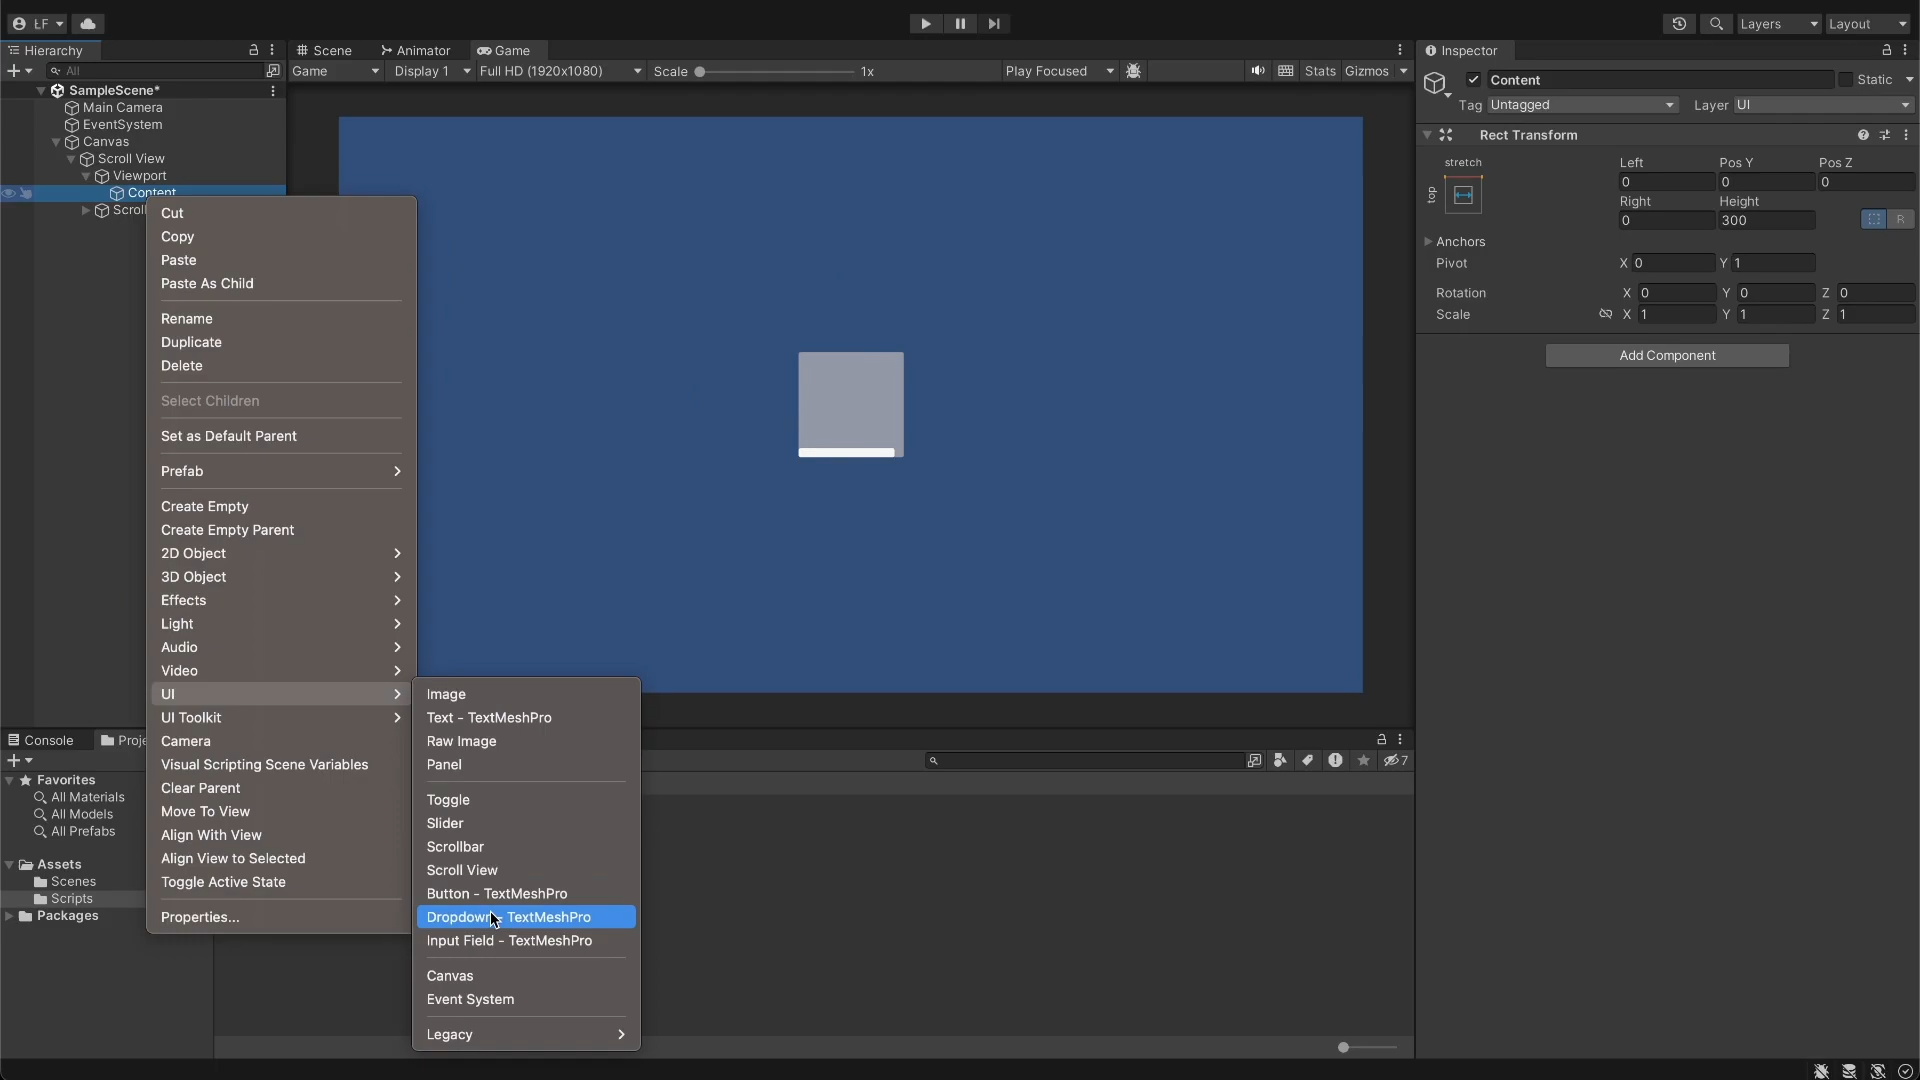 ŁF
Layers
Layout
Hierarchy
All
SampleScene*
Main Camera
EventSystem
Canvas
Scroll View
Viewport
Content
Scroll
Scene
Animator
Game
Game
Display 1
Full HD (1920x1080)
Scale
1x
Play Focused
Stats
Gizmos
Inspector
Content
Static
Tag
Untagged
Layer
UI
Rect Transform
stretch
top
Left
Pos Y
Pos Z
0
0
0
Right
Height
0
300
R
Anchors
Pivot
X 0
Y 1
Rotation
X 0
Y 0
Z 0
Scale
X 1
Y 1
Z 1
Add Component
Cut
Copy
Paste
Paste As Child
Rename
Duplicate
Delete
Select Children
Set as Default Parent
Prefab
Create Empty
Create Empty Parent
2D Object
3D Object
Effects
Light
Audio
Video
UI
UI Toolkit
Camera
Visual Scripting Scene Variables
Clear Parent
Move To View
Align With View
Align View to Selected
Toggle Active State
Properties...
Image
Text - TextMeshPro
Raw Image
Panel
Toggle
Slider
Scrollbar
Scroll View
Button - TextMeshPro
Dropdown - TextMeshPro
Input Field - TextMeshPro
Canvas
Event System
Legacy
Console
Proje
7
Favorites
All Materials
All Models
All Prefabs
Assets
Scenes
Scripts
Packages